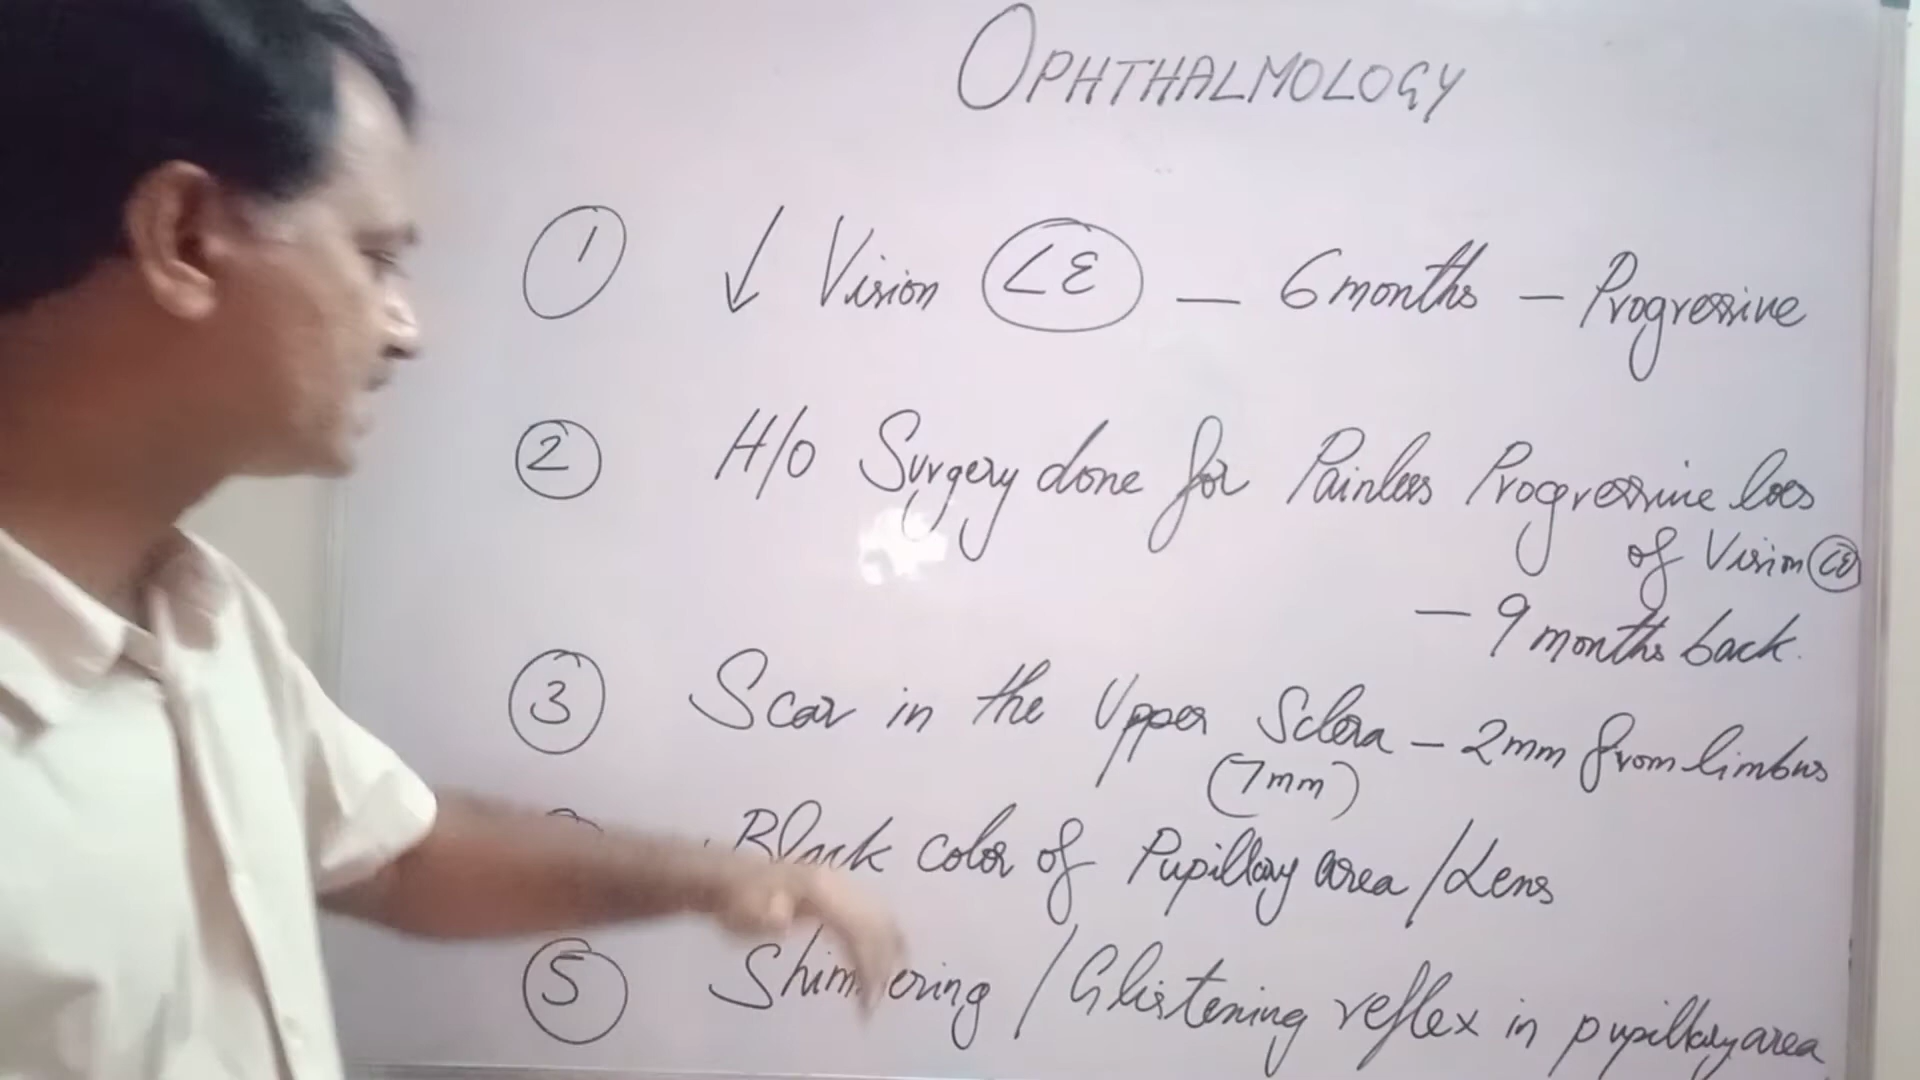 OPHTHALMOLOGY
1 ↓ Vision LE — 6 months — Progressive
2 H/o Surgery done for Painless Progressive loss
of Vision LE
— 9 months back.
3 Scar in the Upper Sclera — 2mm from limbus
(7mm)
Black color of Pupillary area / Lens
5 Shimmering / Glistening reflex in pupillary area